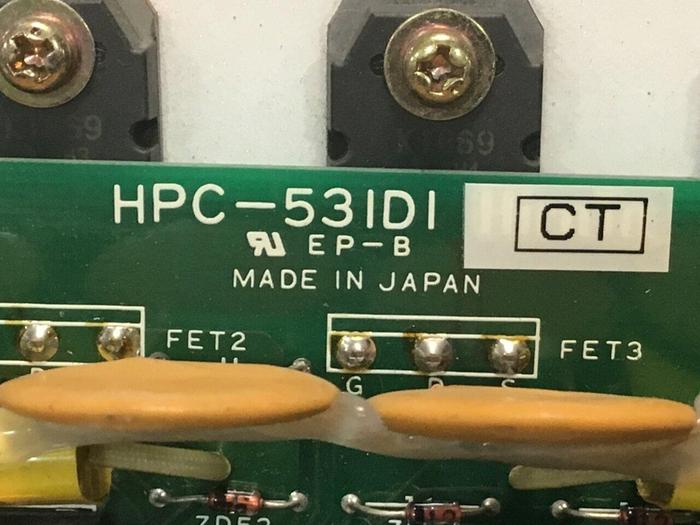 HPC-531D1
CT
EP-B
MADE IN JAPAN
FET2
FET3
G D S